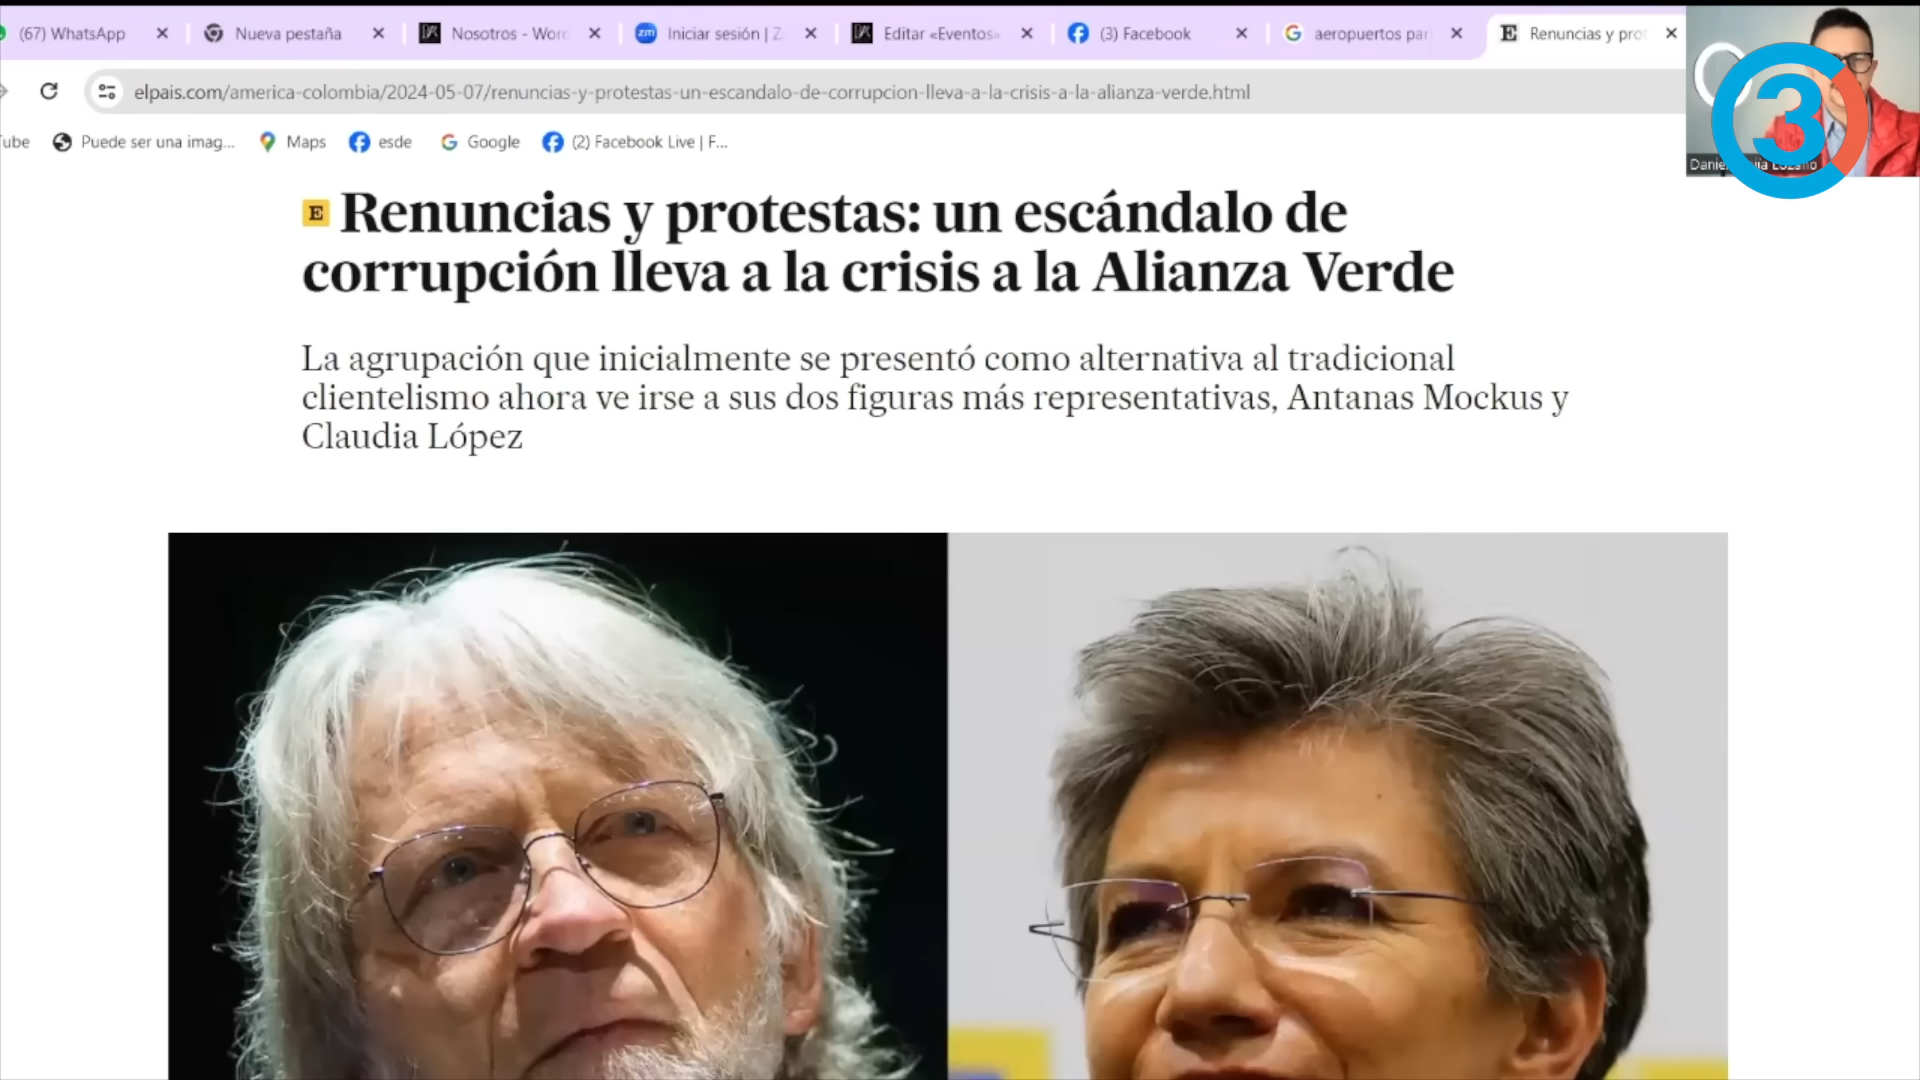 (67) WhatsApp
Nueva pestaña
Nosotros - Word
Iniciar sesión | Z
Editar «Eventos»
(3) Facebook
aeropuertos par
Renuncias y prot
elpais.com/america-colombia/2024-05-07/renuncias-y-protestas-un-escandalo-de-corrupcion-lleva-a-la-crisis-a-la-alianza-verde.html
Tube
Puede ser una imag...
Maps
esde
Google
(2) Facebook Live | F...
3
E Renuncias y protestas: un escándalo de
corrupción lleva a la crisis a la Alianza Verde
La agrupación que inicialmente se presentó como alternativa al tradicional
clientelismo ahora ve irse a sus dos figuras más representativas, Antanas Mockus y
Claudia López